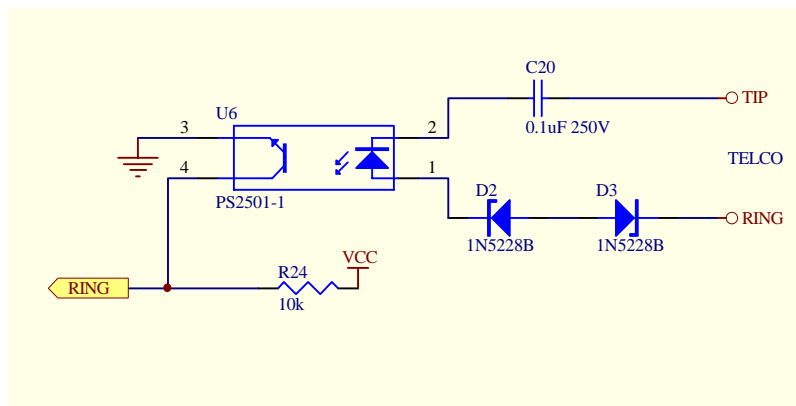 C20
TIP
0.1uF 250V
U6
3
2
4
1
TELCO
PS2501-1
D2
D3
1N5228B
1N5228B
RING
VCC
R24
RING
10k